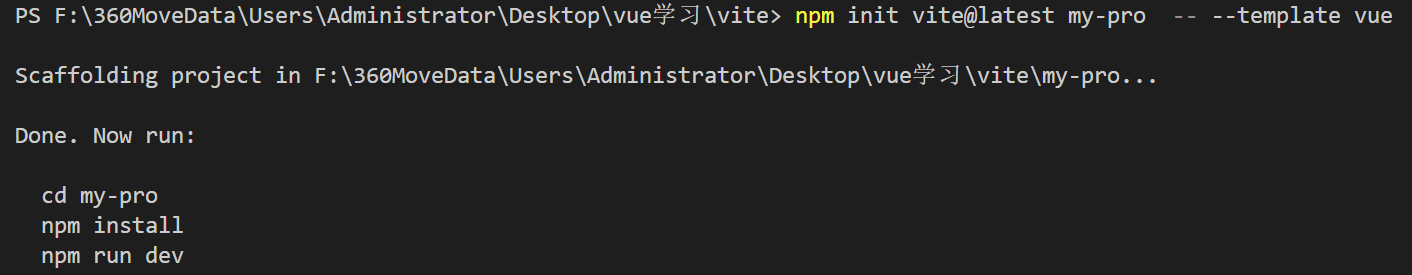 PS F:\360MoveData\Users\Administrator\Desktop\vue学习\vite> npm init vite@latest my-pro  -- --template vue
Scaffolding project in F:\360MoveData\Users\Administrator\Desktop\vue学习\vite\my-pro...
Done. Now run:
cd my-pro
npm install
npm run dev